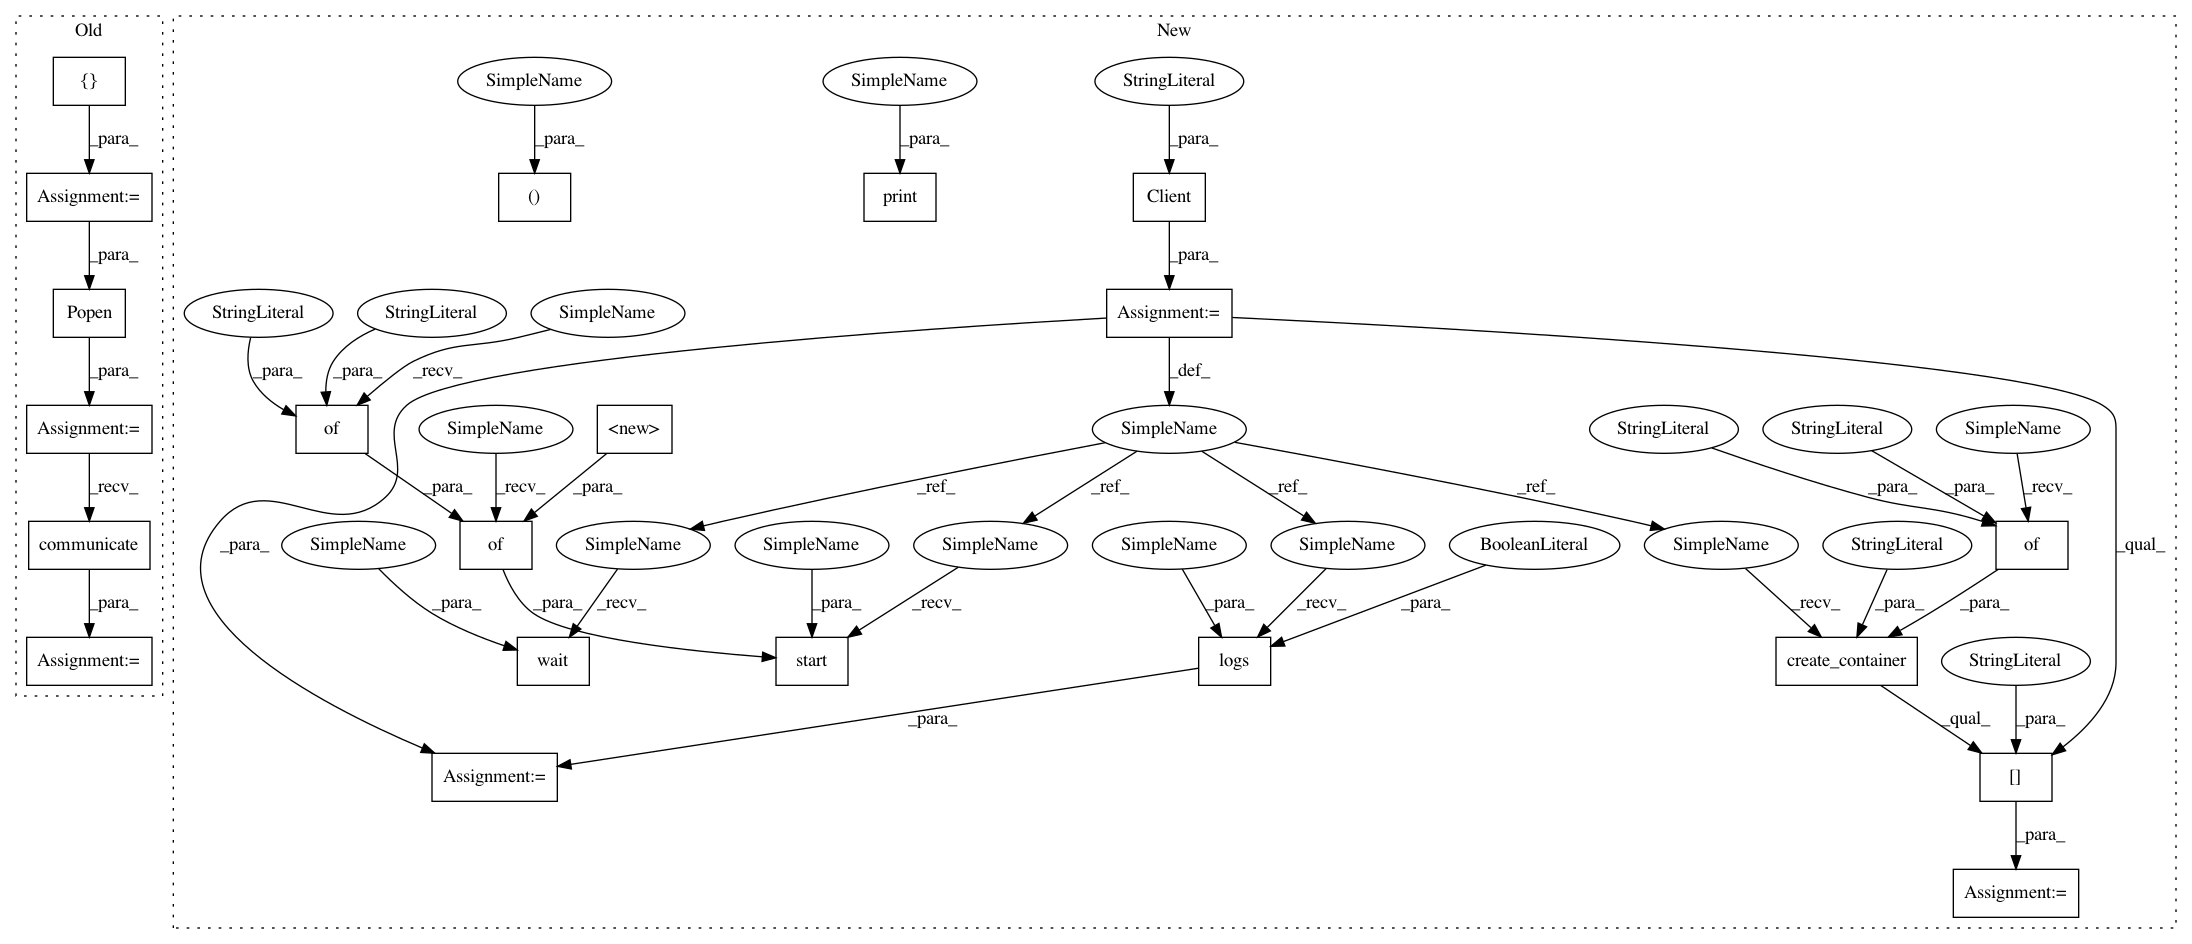 Old
New
{}
SimpleName
SimpleName
StringLiteral
_para_
_para_
_para_
_para_
Assignment:=
()
print
Client
_para_
_para_
Popen
StringLiteral
StringLiteral
SimpleName
Assignment:=
_para_
_para_
_para_
_recv_
_def_
Assignment:=
of
SimpleName
<new>
SimpleName
StringLiteral
StringLiteral
SimpleName
_recv_
_para_
_recv_
_para_
_ref_
_ref_
_ref_
_ref_
_para_
_para_
_recv_
communicate
_para_
SimpleName
of
SimpleName
SimpleName
SimpleName
SimpleName
SimpleName
BooleanLiteral
SimpleName
StringLiteral
of
_qual_
_para_
_para_
_para_
_recv_
_para_
_recv_
_para_
_recv_
_para_
_recv_
_para_
_para_
Assignment:=
wait
start
logs
create_container
StringLiteral
_para_
_qual_
_para_
Assignment:=
[]
_para_
Assignment:=